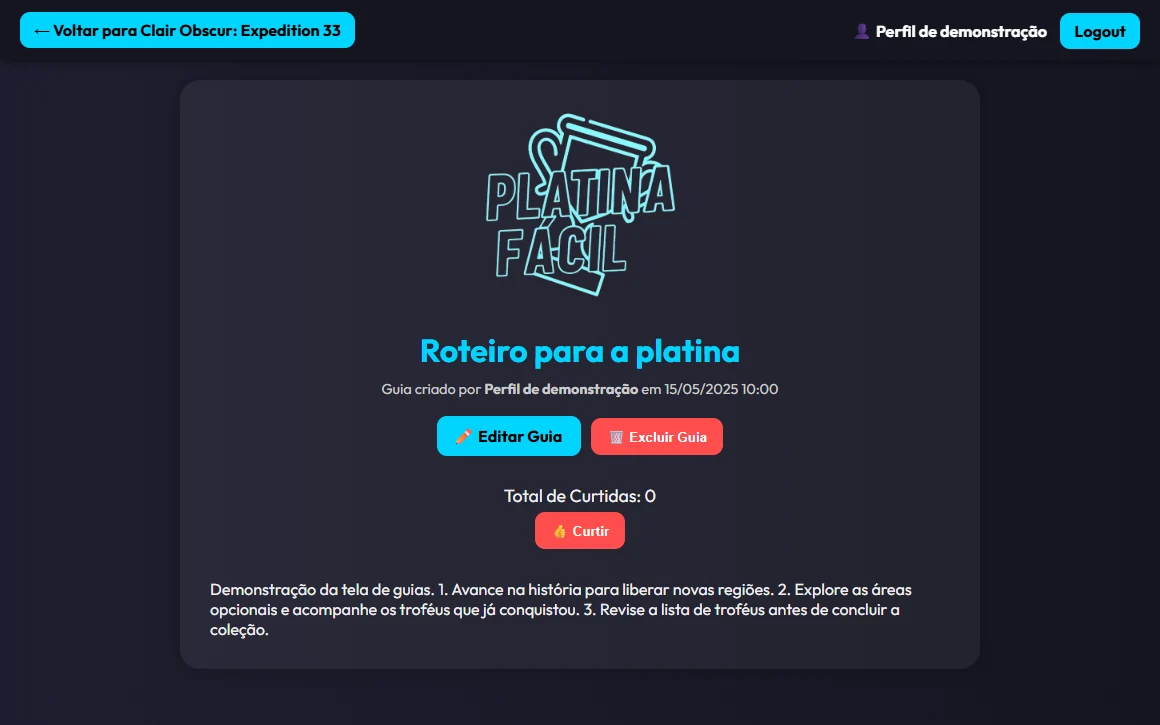 ← Voltar para Clair Obscur: Expedition 33
👤 Perfil de demonstração
Logout
PLATINA
FÁCIL
Roteiro para a platina
Guia criado por Perfil de demonstração em 15/05/2025 10:00
✏️ Editar Guia
🗑️ Excluir Guia
Total de Curtidas: 0
👍 Curtir
Demonstração da tela de guias. 1. Avance na história para liberar novas regiões. 2. Explore as áreas
opcionais e acompanhe os troféus que já conquistou. 3. Revise a lista de troféus antes de concluir a
coleção.